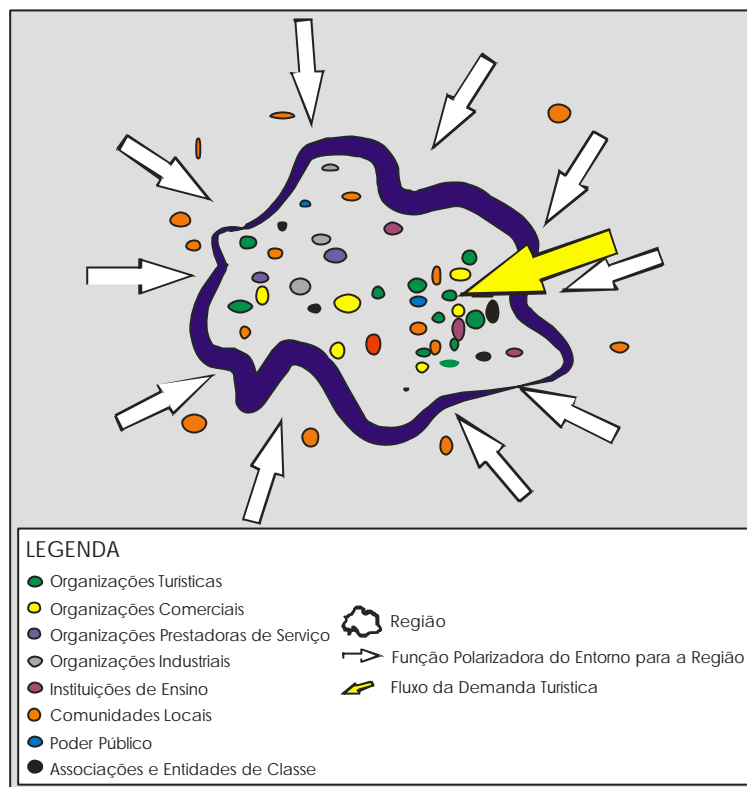 LEGENDA
Organizações Turísticas
Organizações Comerciais
Organizações Prestadoras de Serviço
Organizações Industriais
Instituições de Ensino
Comunidades Locais
Poder Público
Associações e Entidades de Classe
Região
Função Polarizadora do Entorno para a Região
Fluxo da Demanda Turística